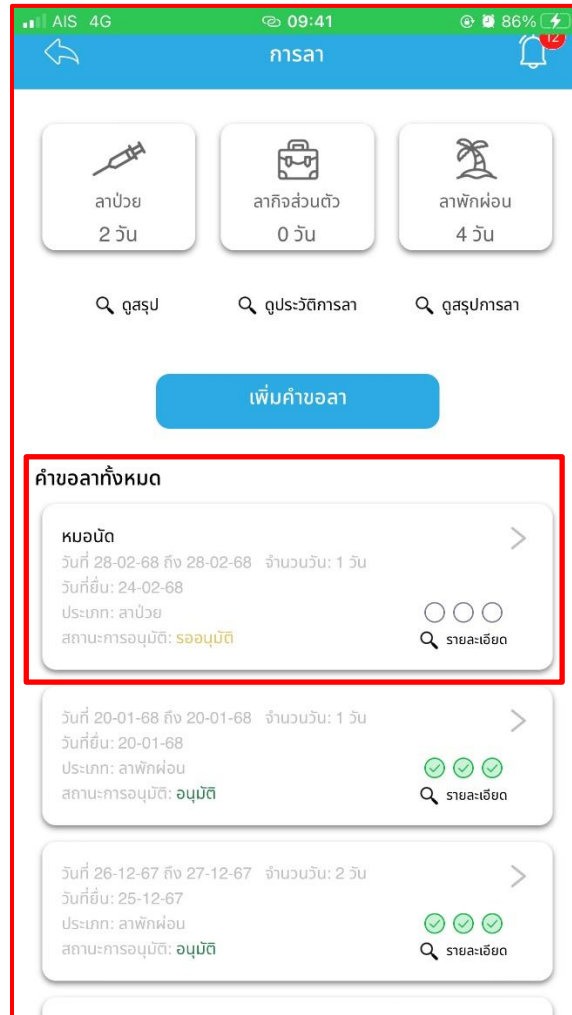 AIS 4G 09:41 86%
การลา 12
ลาป่วย ลากิจส่วนตัว ลาพักผ่อน
2 วัน 0 วัน 4 วัน
ดูสรุป ดูประวัติการลา ดูสรุปการลา
เพิ่มคำขอลา
คำขอลาทั้งหมด
หมอนัด
วันที่ 28-02-68 ถึง 28-02-68 จำนวนวัน: 1 วัน
วันที่ยื่น: 24-02-68
ประเภท: ลาป่วย
สถานะการอนุมัติ: รออนุมัติ รายละเอียด
วันที่ 20-01-68 ถึง 20-01-68 จำนวนวัน: 1 วัน
วันที่ยื่น: 20-01-68
ประเภท: ลาพักผ่อน
สถานะการอนุมัติ: อนุมัติ รายละเอียด
วันที่ 26-12-67 ถึง 27-12-67 จำนวนวัน: 2 วัน
วันที่ยื่น: 25-12-67
ประเภท: ลาพักผ่อน
สถานะการอนุมัติ: อนุมัติ รายละเอียด